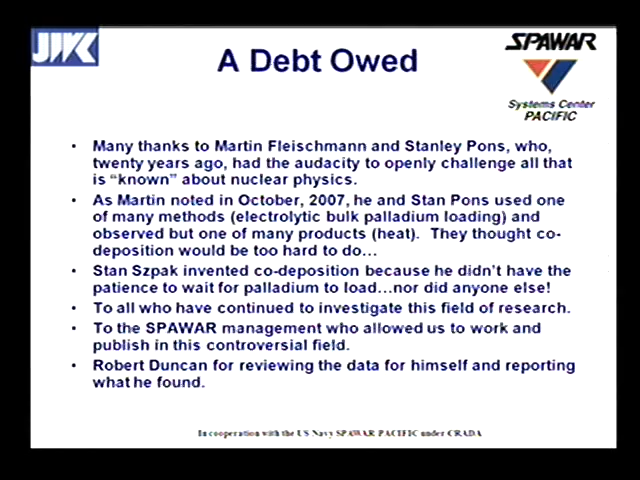 JWK
A Debt Owed
SPAWAR
Systems Center
PACIFIC
• Many thanks to Martin Fleischmann and Stanley Pons, who,
twenty years ago, had the audacity to openly challenge all that
is “known” about nuclear physics.
• As Martin noted in October, 2007, he and Stan Pons used one
of many methods (electrolytic bulk palladium loading) and
observed but one of many products (heat). They thought co-
deposition would be too hard to do…
• Stan Szpak invented co-deposition because he didn’t have the
patience to wait for palladium to load…nor did anyone else!
• To all who have continued to investigate this field of research.
• To the SPAWAR management who allowed us to work and
publish in this controversial field.
• Robert Duncan for reviewing the data for himself and reporting
what he found.
In cooperation with the US Navy SPAWAR PACIFIC under CRADA